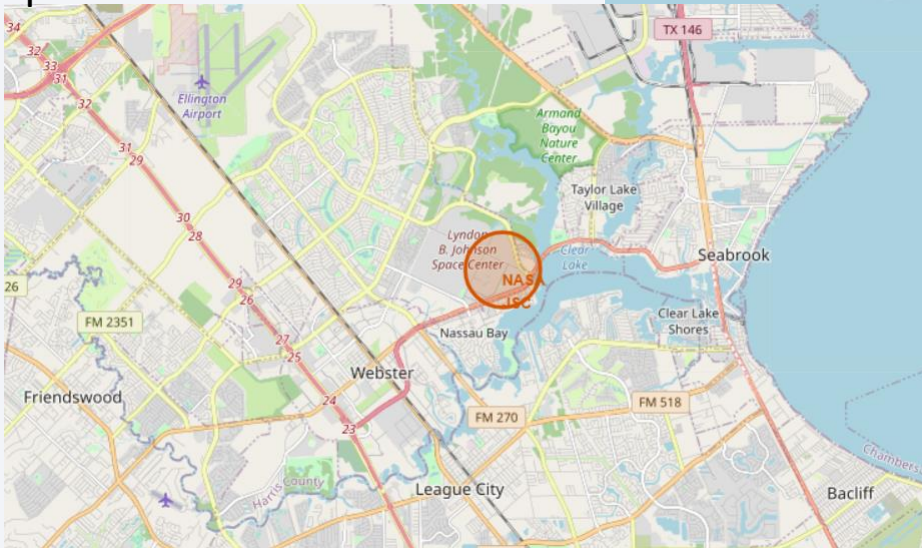 34
32
33
31
32
31
29
30
28
29
26
27
25
24
23
26
TX 146
Ellington
Airport
Armand
Bayou
Nature
Center
Taylor Lake
Village
Lyndon
B. Johnson
Space Center
NASA
JSC
Clear
Lake
Seabrook
FM 2351
Nassau Bay
Clear Lake
Shores
Webster
Friendswood
FM 270
FM 518
Harris County
League City
Chambers
Bacliff